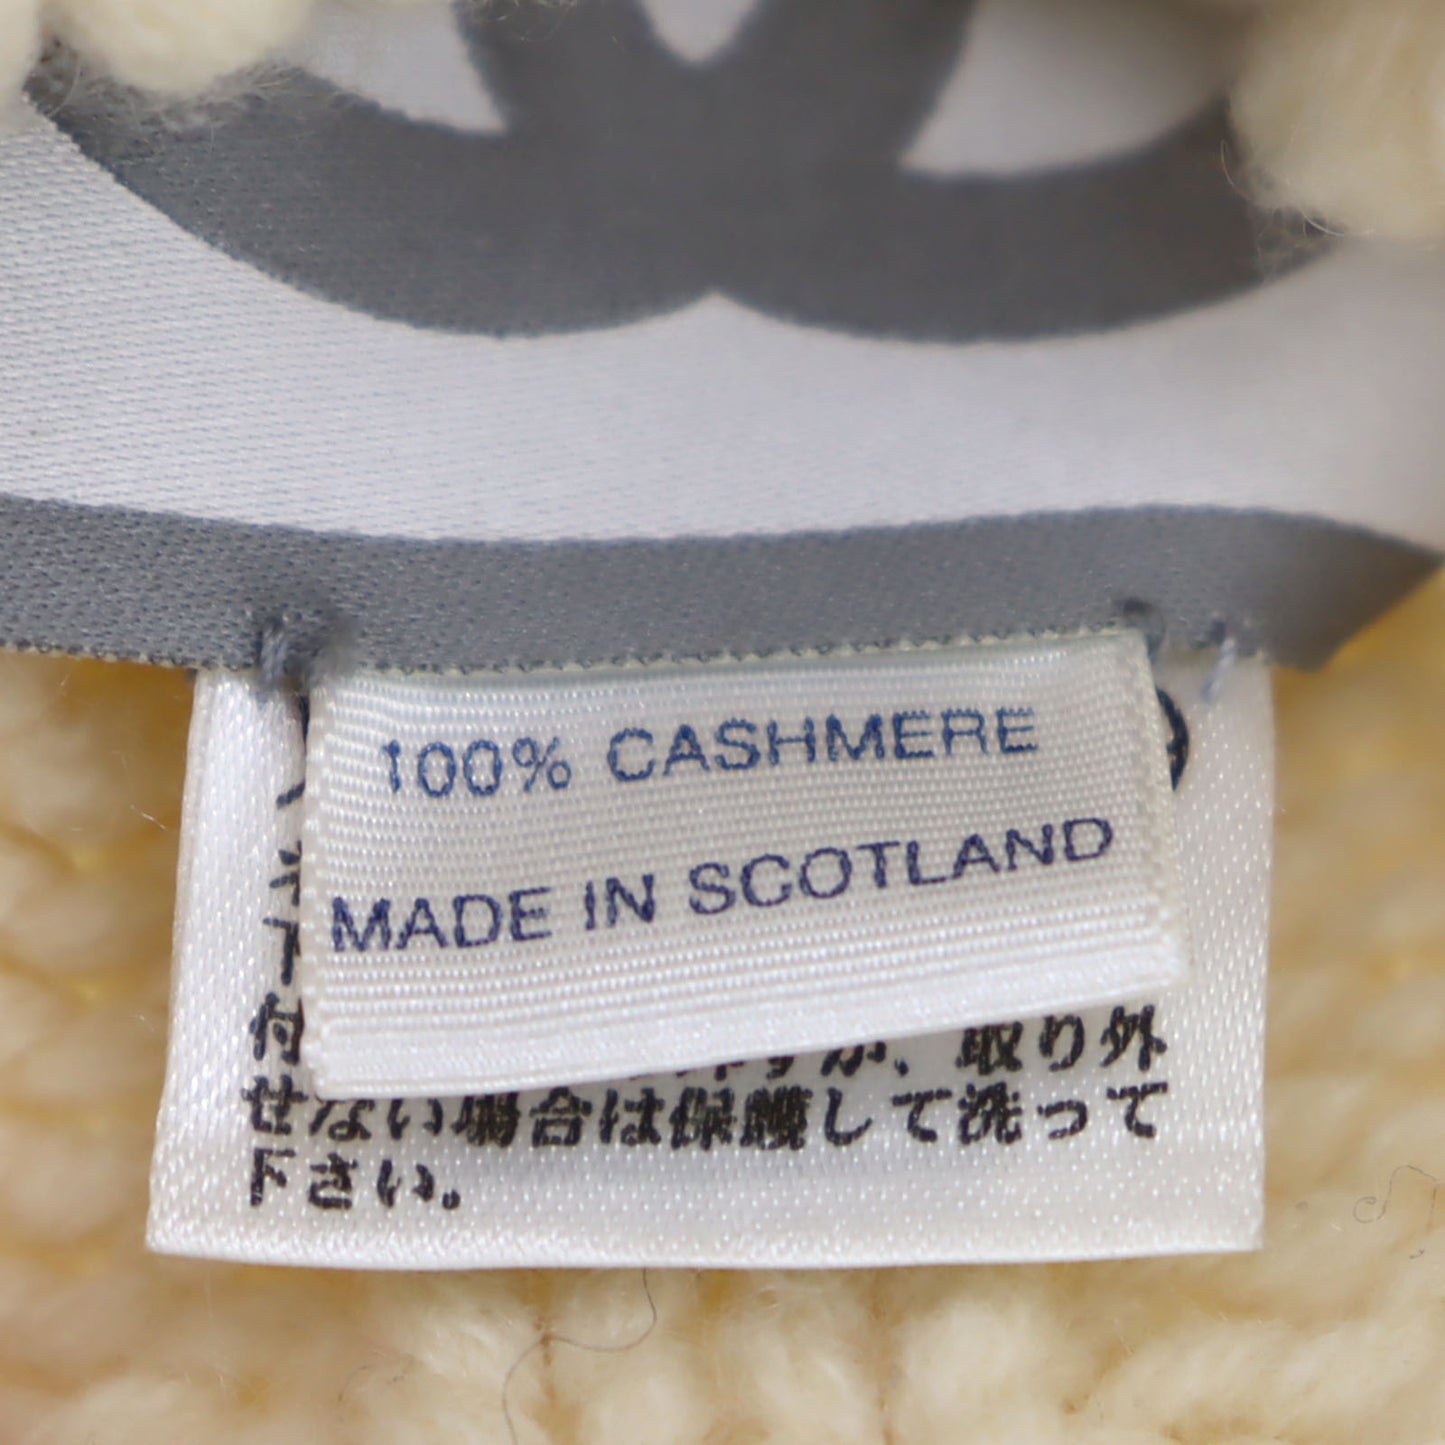 100% CASHMERE
MADE IN SCOTLAND
付 が、取り外
せない場合は保護して洗って
下さい。